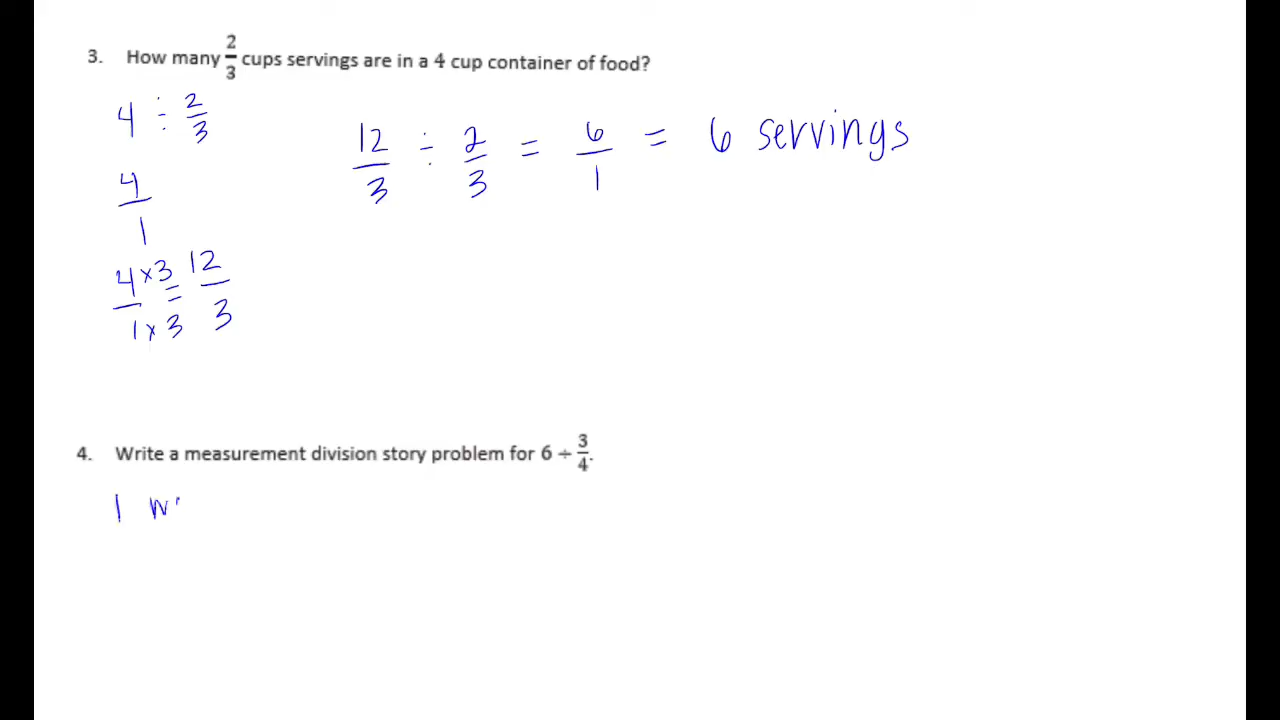 3. How many 2/3 cups servings are in a 4 cup container of food?
4 ÷ 2/3
12/3 ÷ 2/3 = 6/1 = 6 servings
4/1
4×3/1×3 = 12/3
4. Write a measurement division story problem for 6 ÷ 3/4.
I